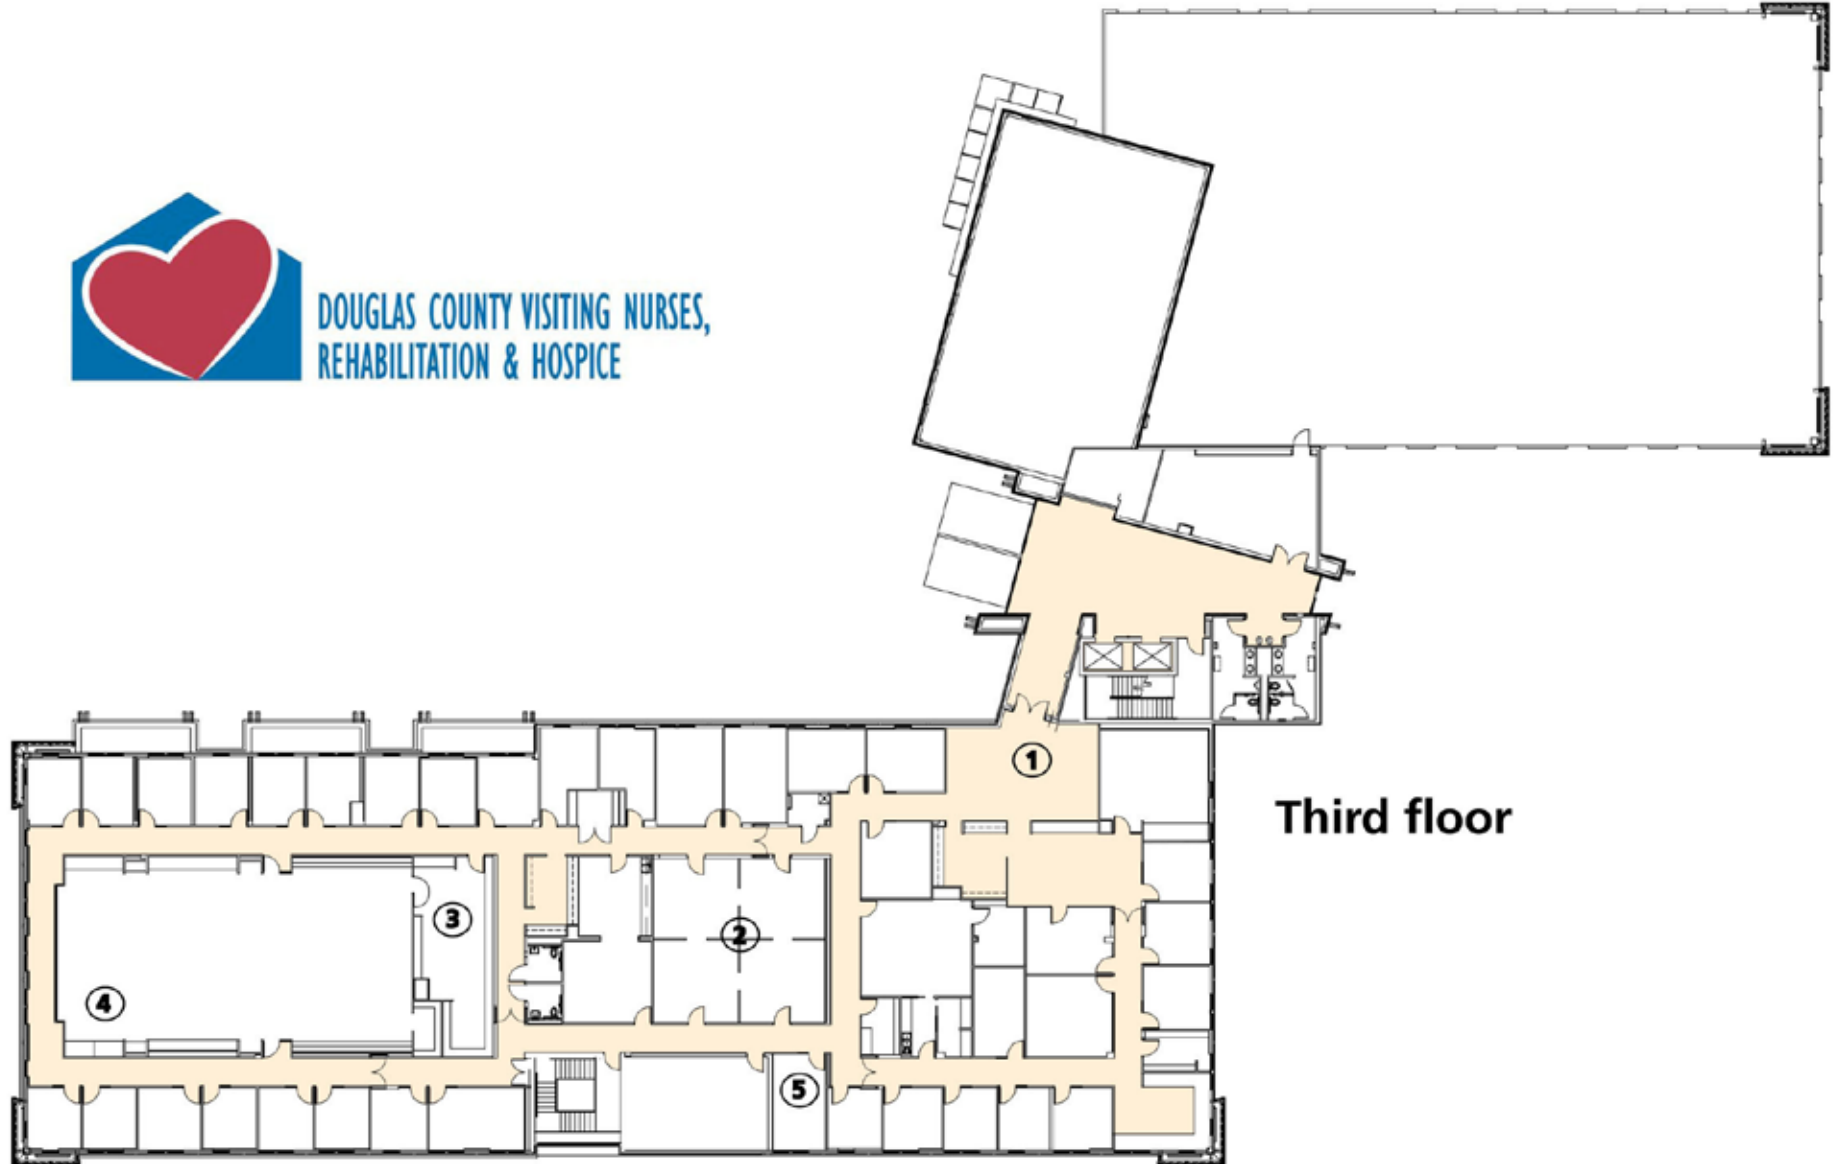 DOUGLAS COUNTY VISITING NURSES,
REHABILITATION & HOSPICE
1
Third floor
3
2
4
5